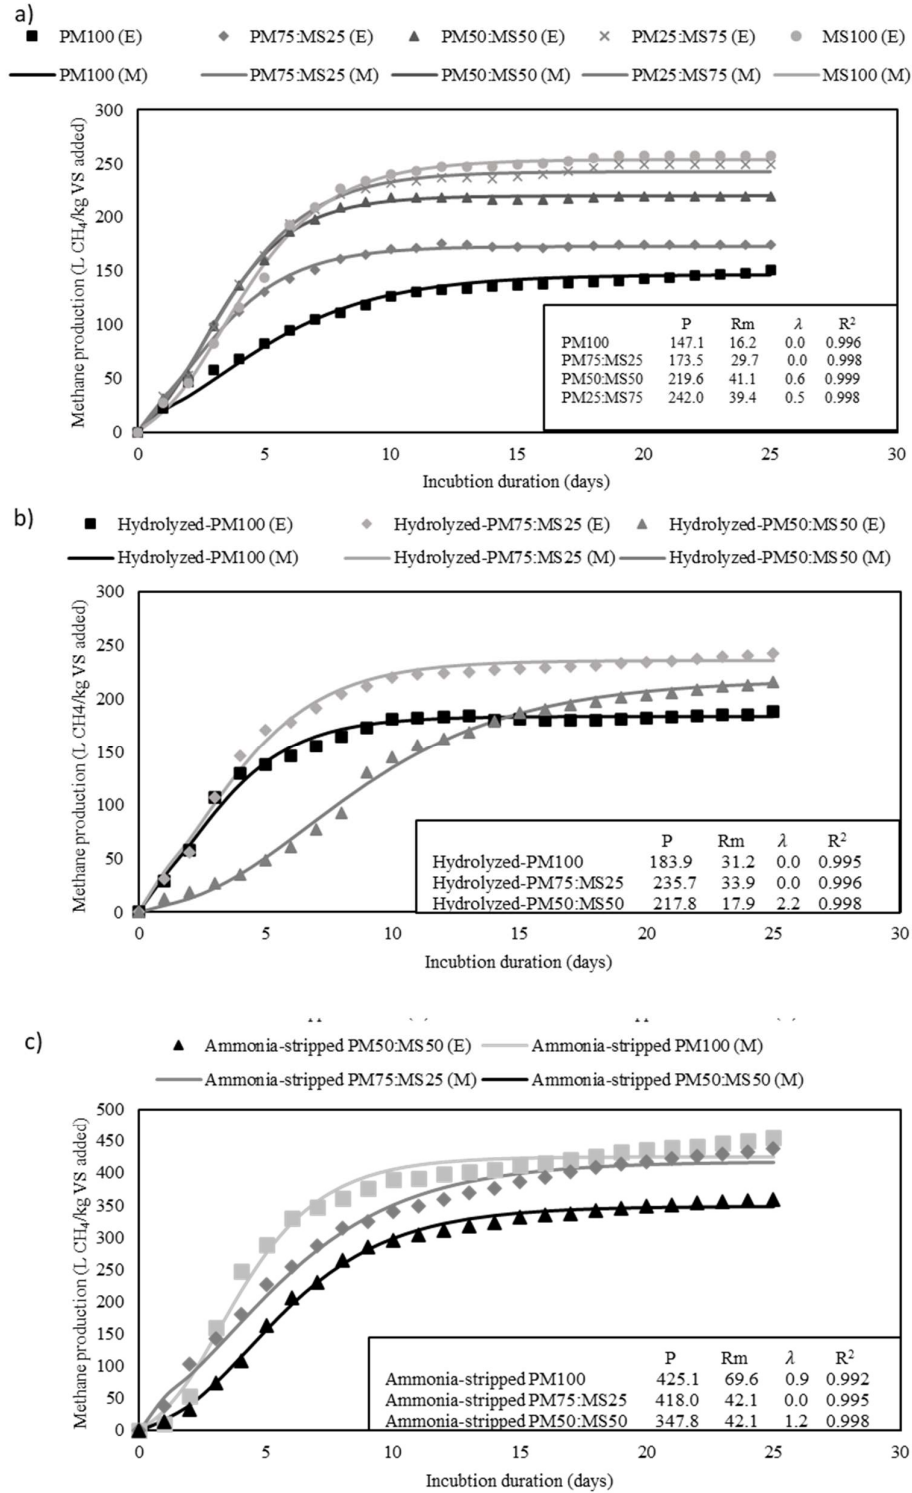 a)
PM100 (E) PM75:MS25 (E) PM50:MS50 (E) PM25:MS75 (E) MS100 (E)
PM100 (M) PM75:MS25 (M) PM50:MS50 (M) PM25:MS75 (M) MS100 (M)
Methane production (L CH4/kg VS added)
300
250
200
150
100
50
0
P Rm λ R²
PM100 147.1 16.2 0.0 0.996
PM75:MS25 173.5 29.7 0.0 0.998
PM50:MS50 219.6 41.1 0.6 0.999
PM25:MS75 242.0 39.4 0.5 0.998
0 5 10 15 20 25 30
Incubtion duration (days)
b)
Hydrolyzed-PM100 (E) Hydrolyzed-PM75:MS25 (E) Hydrolyzed-PM50:MS50 (E)
Hydrolyzed-PM100 (M) Hydrolyzed-PM75:MS25 (M) Hydrolyzed-PM50:MS50 (M)
Methane production (L CH4/kg VS added)
300
250
200
150
100
50
0
P Rm λ R²
Hydrolyzed-PM100 183.9 31.2 0.0 0.995
Hydrolyzed-PM75:MS25 235.7 33.9 0.0 0.996
Hydrolyzed-PM50:MS50 217.8 17.9 2.2 0.998
0 5 10 15 20 25 30
Incubtion duration (days)
c)
Ammonia-stripped PM50:MS50 (E) Ammonia-stripped PM100 (M)
Ammonia-stripped PM75:MS25 (M) Ammonia-stripped PM50:MS50 (M)
Methane production (L CH4/kg VS added)
500
450
400
350
300
250
200
150
100
50
0
P Rm λ R²
Ammonia-stripped PM100 425.1 69.6 0.9 0.992
Ammonia-stripped PM75:MS25 418.0 42.1 0.0 0.995
Ammonia-stripped PM50:MS50 347.8 42.1 1.2 0.998
0 5 10 15 20 25 30
Incubtion duration (days)